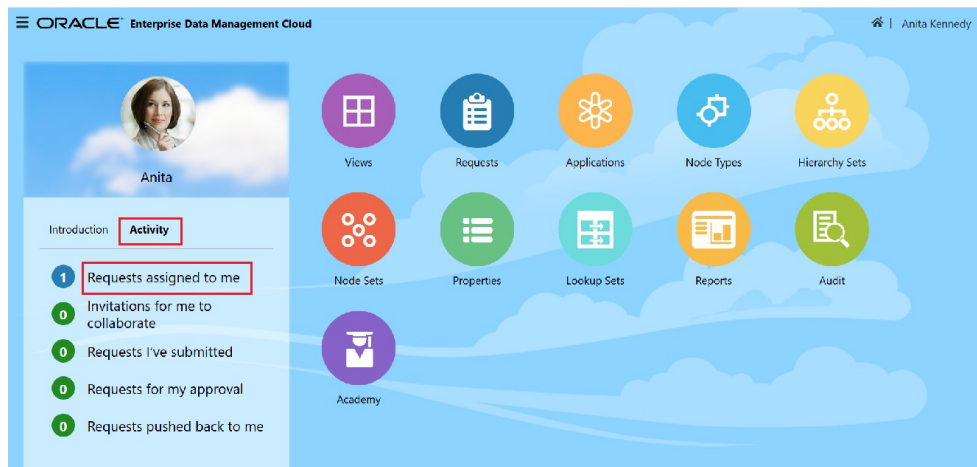 ORACLE Enterprise Data Management Cloud
Anita Kennedy
Anita
Introduction Activity
1 Requests assigned to me
0 Invitations for me to
collaborate
0 Requests I've submitted
0 Requests for my approval
0 Requests pushed back to me
Views Requests Applications Node Types Hierarchy Sets
Node Sets Properties Lookup Sets Reports Audit
Academy